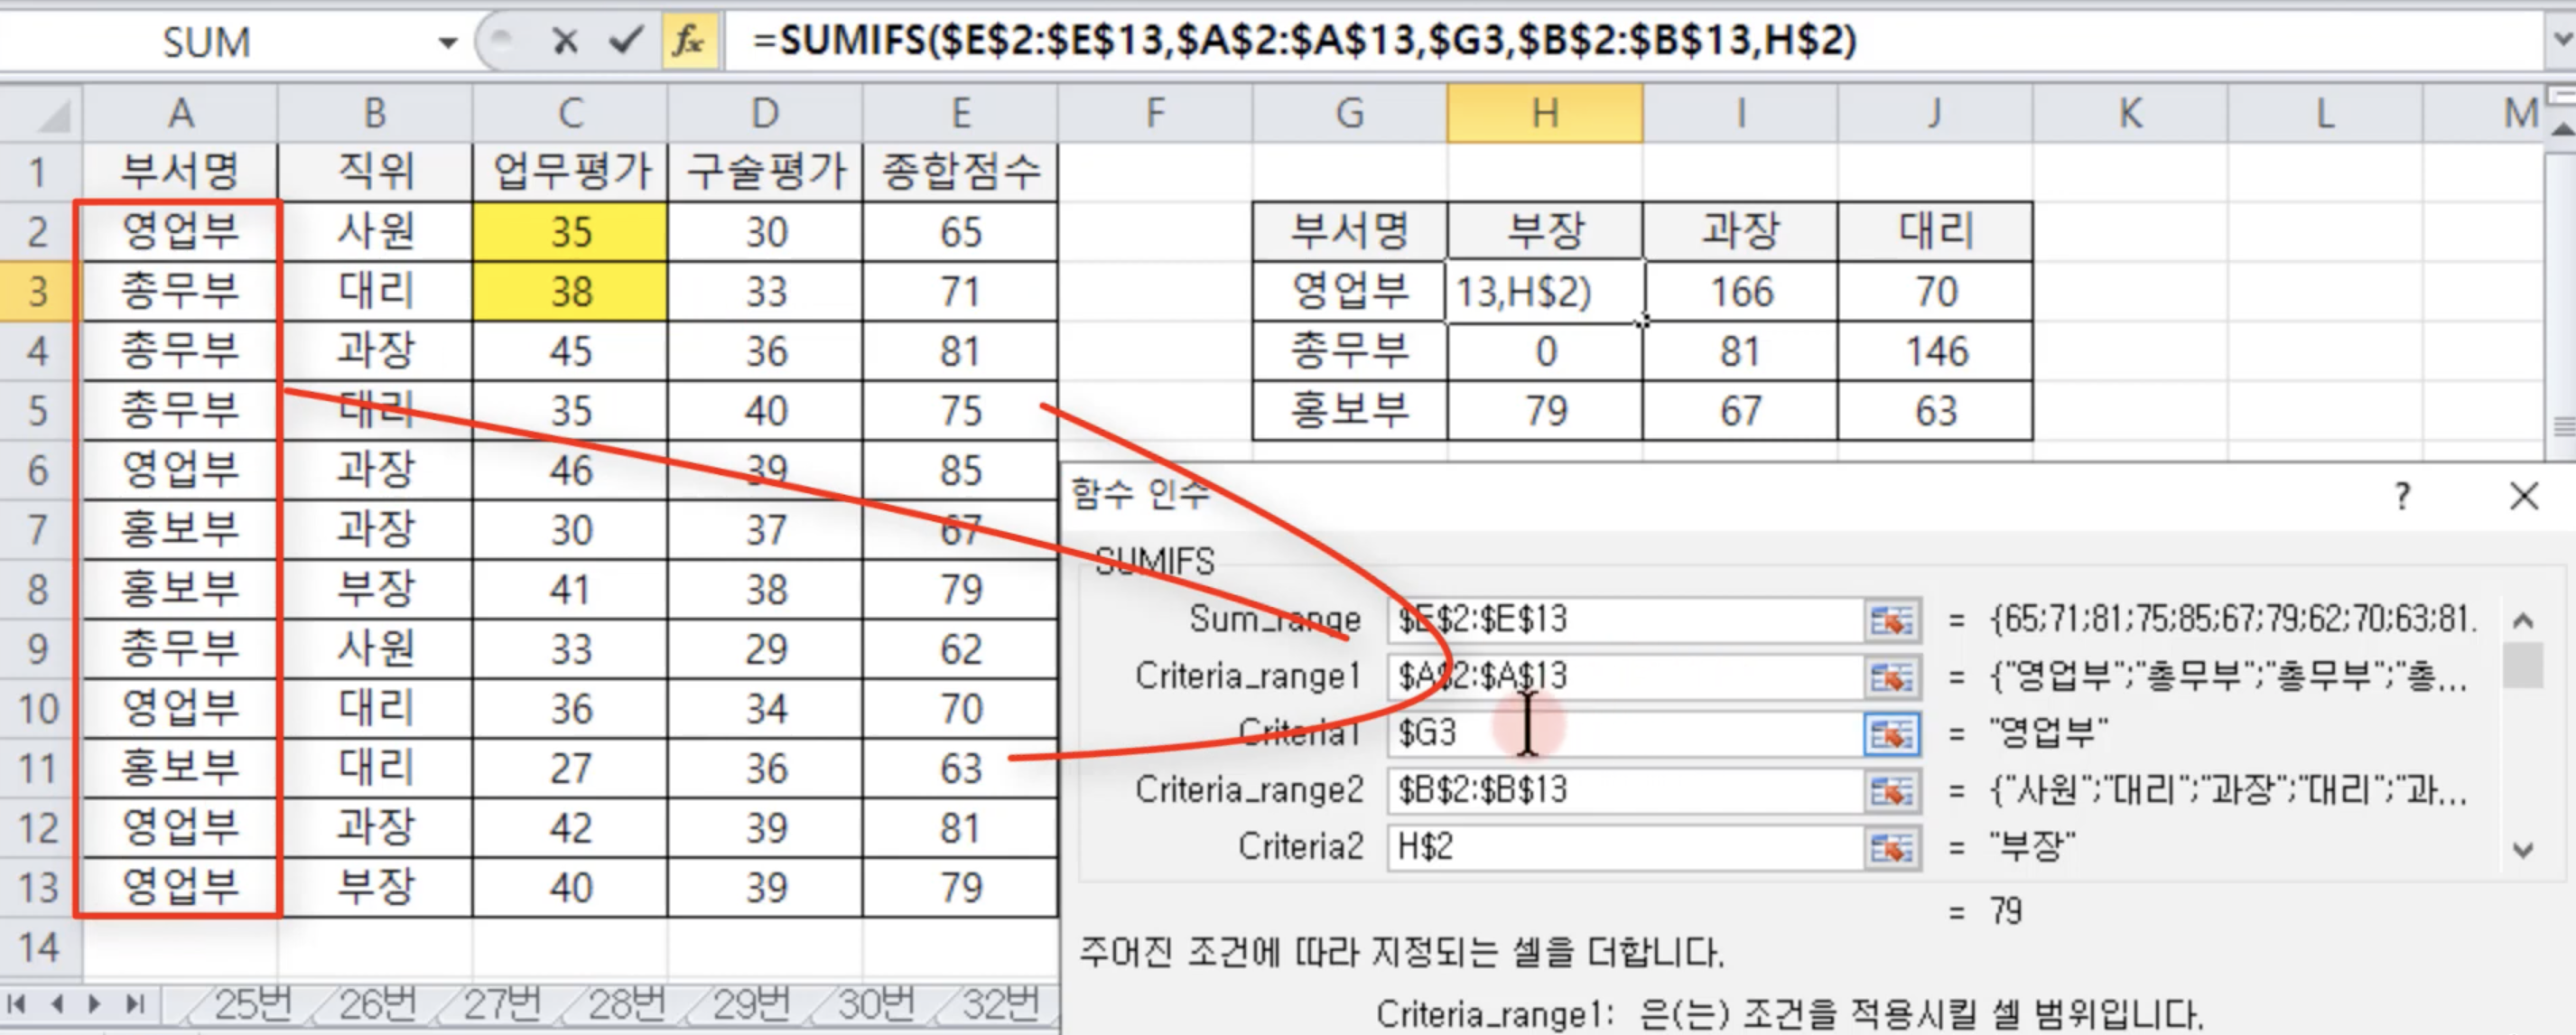 SUM =SUMIFS($E$2:$E$13,$A$2:$A$13,$G3,$B$2:$B$13,H$2)
A B C D E F G H I J K L M
1 부서명 직위 업무평가 구술평가 종합점수
2 영업부 사원 35 30 65 부서명 부장 과장 대리
3 총무부 대리 38 33 71 영업부 13,H$2) 166 70
4 총무부 과장 45 36 81 총무부 0 81 146
5 총무부 대리 35 40 75 홍보부 79 67 63
6 영업부 과장 46 39 85
7 홍보부 과장 30 37 67
8 홍보부 부장 41 38 79
9 총무부 사원 33 29 62
10 영업부 대리 36 34 70
11 홍보부 대리 27 36 63
12 영업부 과장 42 39 81
13 영업부 부장 40 39 79
14
25번 26번 27번 28번 29번 30번 32번
함수 인수 ?
SUMIFS
Sum_range $E$2:$E$13 = {65;71;81;75;85;67;79;62;70;63;81.
Criteria_range1 $A$2:$A$13 = {"영업부";"총무부";"총무부";"총...
Criteria1 $G3 = "영업부"
Criteria_range2 $B$2:$B$13 = {"사원";"대리";"과장";"대리";"과...
Criteria2 H$2 = "부장"
= 79
주어진 조건에 따라 지정되는 셀을 더합니다.
Criteria_range1: 은(는) 조건을 적용시킬 셀 범위입니다.